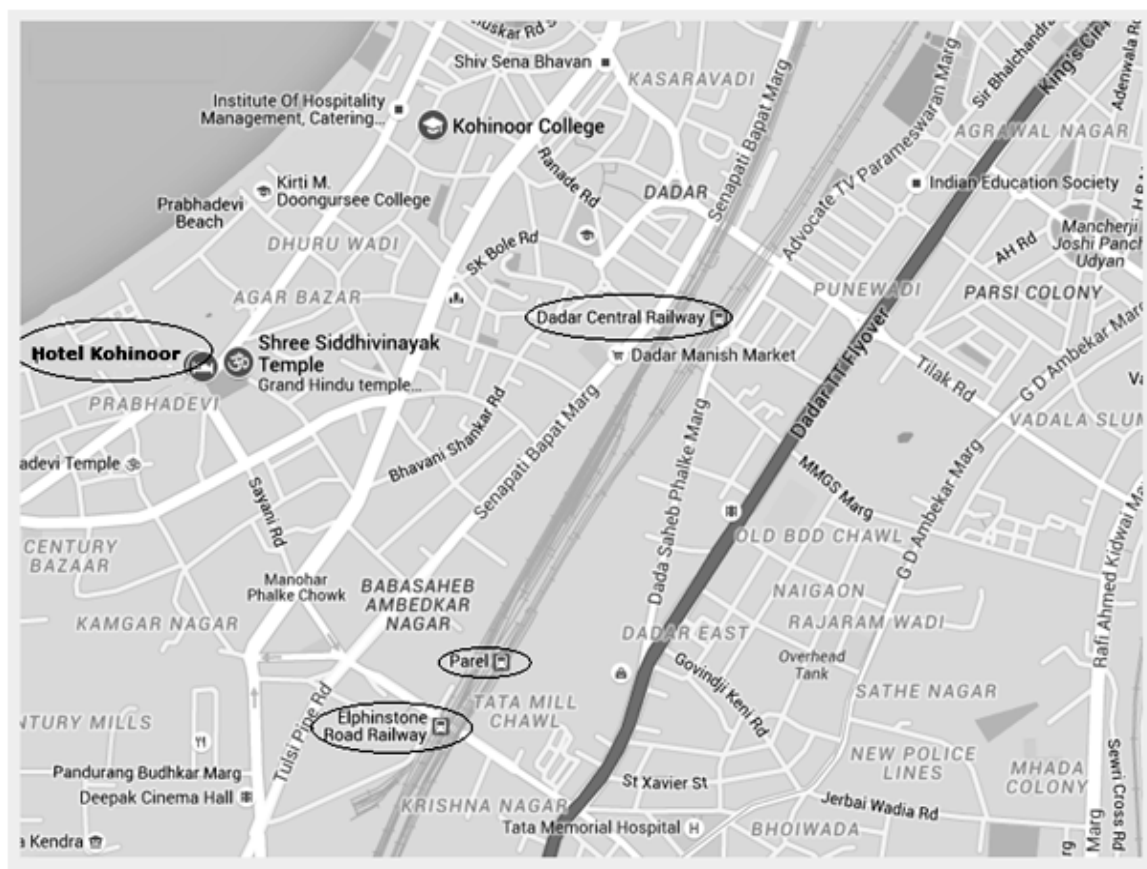 huskar Rd S
Shiv Sena Bhavan
KASARAVADI
Senapati Bapat Marg
Advocate TV Parameswaran Marg
Sir Bhalchandra
King's Cir
Adenwala Rd
Institute Of Hospitality
Management, Catering...
Kohinoor College
AGRAWAL NAGAR
Ranade Rd
DADAR
Indian Education Society
Kirti M.
Doongursee College
Prabhadevi
Beach
DHURU WADI
SK Bole Rd
Mancherji
Joshi Panch
Udyan
AH Rd
AGAR BAZAR
PUNEWADI
PARSI COLONY
Dadar Central Railway
Hotel Kohinoor
Shree Siddhivinayak
Temple
Grand Hindu temple...
Dadar Manish Market
Dadar TT Flyover
Tilak Rd
G D Ambekar Marg
PRABHADEVI
VADALA SLUM
Bhavani Shankar Rd
Senapati Bapat Marg
adevi Temple
Sayani Rd
Dada Saheb Phalke Marg
MMGS Marg
G D Ambekar Marg
Rafi Ahmed Kidwai Ma
OLD BDD CHAWL
CENTURY
BAZAAR
Manohar
Phalke Chowk
BABASAHEB
AMBEDKAR
NAGAR
NAIGAON
KAMGAR NAGAR
DADAR EAST
RAJARAM WADI
Parel
Govindji Keni Rd
Overhead
Tank
SATHE NAGAR
TATA MILL
CHAWL
NTURY MILLS
Tulsi Pipe Rd
Elphinstone
Road Railway
NEW POLICE
LINES
MHADA
COLONY
Sewri Cross Rd
Pandurang Budhkar Marg
Deepak Cinema Hall
St Xavier St
KRISHNA NAGAR
Jerbai Wadia Rd
Tata Memorial Hospital
H
BHOIWADA
a Kendra
Marg
rg